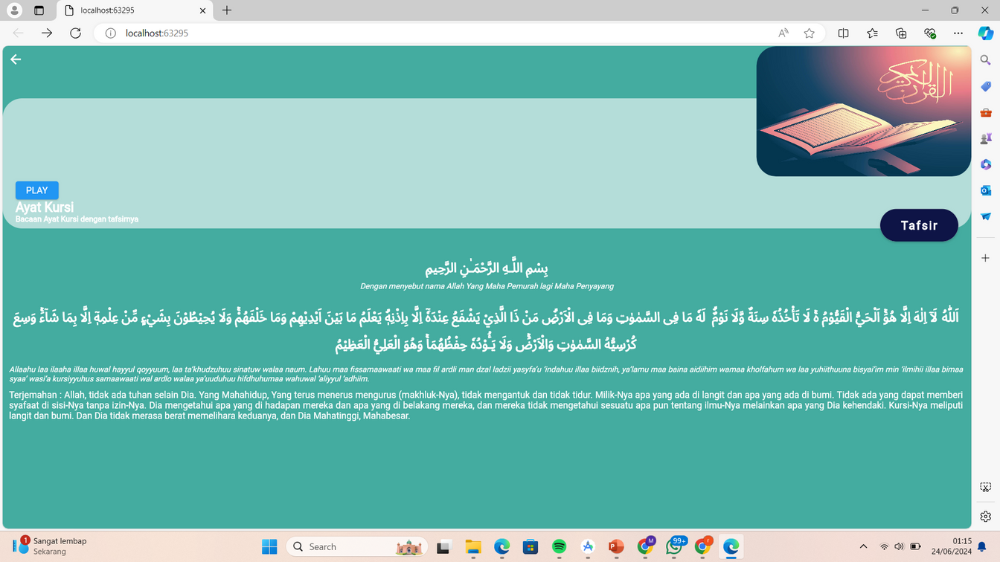 localhost:63295
localhost:63295
القرآن الكريم
PLAY
Ayat Kursi
Bacaan Ayat Kursi dengan tafsirnya
Tafsir
بِسْمِ اللَّـهِ الرَّحْمَـٰنِ الرَّحِيمِ
Dengan menyebut nama Allah Yang Maha Pemurah lagi Maha Penyayang
اَللّٰهُ لَآ اِلٰهَ اِلَّا هُوَۚ اَلْحَيُّ الْقَيُّوْمُ ەۚ لَا تَأْخُذُهٗ سِنَةٌ وَّلَا نَوْمٌۗ لَهٗ مَا فِى السَّمٰوٰتِ وَمَا فِى الْاَرْضِۗ مَنْ ذَا الَّذِيْ يَشْفَعُ عِنْدَهٗٓ اِلَّا بِاِذْنِهٖۗ يَعْلَمُ مَا بَيْنَ اَيْدِيْهِمْ وَمَا خَلْفَهُمْۚ وَلَا يُحِيْطُوْنَ بِشَيْءٍ مِّنْ عِلْمِهٖٓ اِلَّا بِمَا شَاۤءَۚ وَسِعَ
كُرْسِيُّهُ السَّمٰوٰتِ وَالْاَرْضَۚ وَلَا يَـُٔوْدُهٗ حِفْظُهُمَاۚ وَهُوَ الْعَلِيُّ الْعَظِيْمُ
Allaahu laa ilaaha illaa huwal hayyul qoyyuum, laa ta'khudzuhuu sinatuw walaa naum. Lahuu maa fissamaawaati wa maa fil ardli man dzal ladzii yasyfa'u 'indahuu illaa biidznih, ya'lamu maa baina aidiihim wamaa kholfahum wa laa yuhiithuuna bisyai'im min 'ilmihii illaa bimaa
syaa' wasi'a kursiyyuhus samaawaati wal ardlo walaa ya'uuduhuu hifdhuhumaa wahuwal 'aliyyul 'adhiim.
Terjemahan : Allah, tidak ada tuhan selain Dia. Yang Mahahidup, Yang terus menerus mengurus (makhluk-Nya), tidak mengantuk dan tidak tidur. Milik-Nya apa yang ada di langit dan apa yang ada di bumi. Tidak ada yang dapat memberi
syafaat di sisi-Nya tanpa izin-Nya. Dia mengetahui apa yang di hadapan mereka dan apa yang di belakang mereka, dan mereka tidak mengetahui sesuatu apa pun tentang ilmu-Nya melainkan apa yang Dia kehendaki. Kursi-Nya meliputi
langit dan bumi. Dan Dia tidak merasa berat memelihara keduanya, dan Dia Mahatinggi, Mahabesar.
1
Sangat lembap
Sekarang
Search
M
99+
r
01:15
24/06/2024